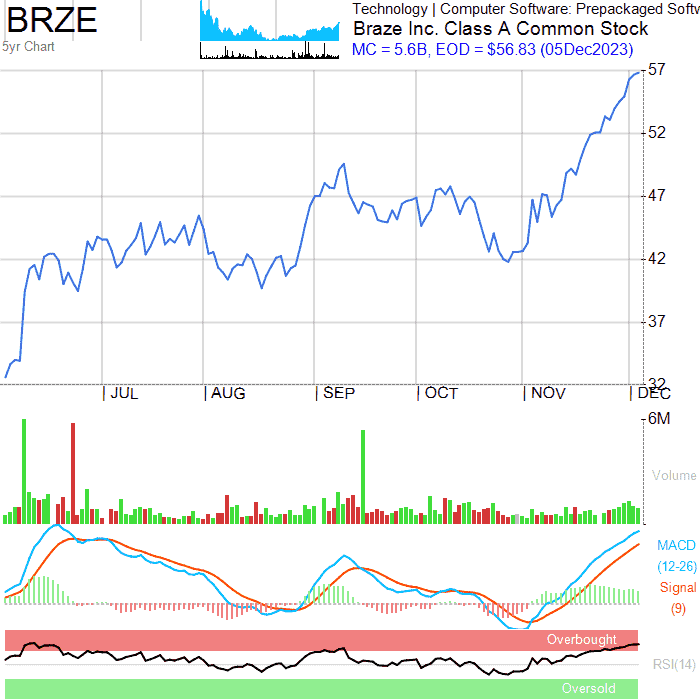 BRZE
5yr Chart
Technology | Computer Software: Prepackaged Softw
Braze Inc. Class A Common Stock
MC = 5.6B, EOD = $56.83 (05Dec2023)
57
52
47
42
37
32
| JUL | AUG | SEP | OCT | NOV | DEC
6M
Volume
MACD
(12-26)
Signal
(9)
Overbought
RSI(14)
Oversold